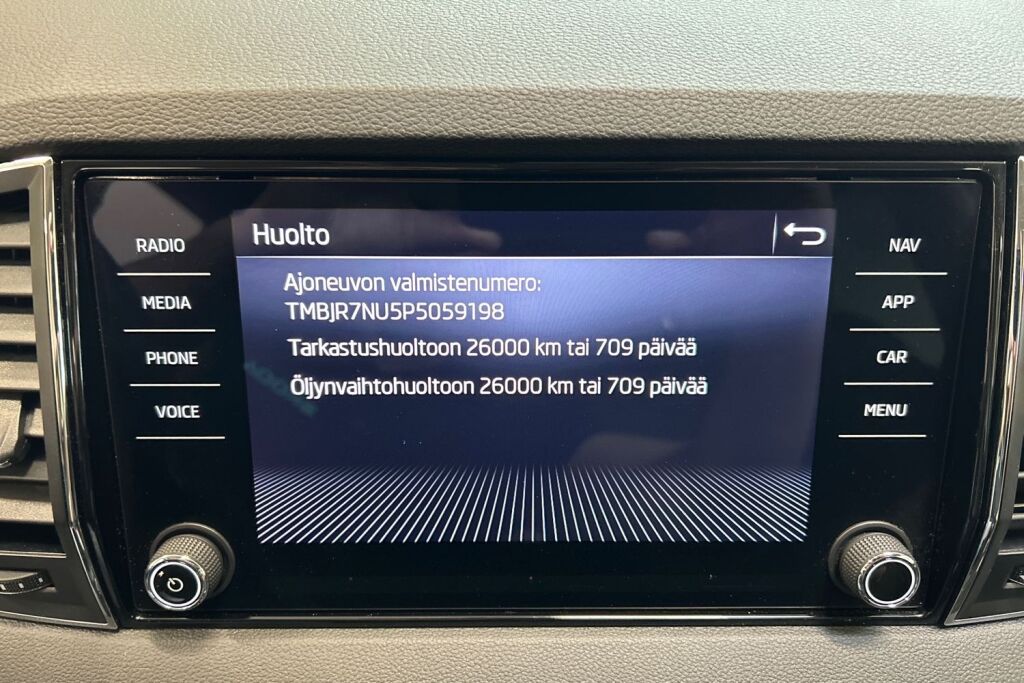 Huolto
RADIO
MEDIA
PHONE
VOICE
Ajoneuvon valmistenumero:
TMBJR7NU5P5059198
Tarkastushuoltoon 26000 km tai 709 päivää
Öljynvaihtohuoltoon 26000 km tai 709 päivää
NAV
APP
CAR
MENU